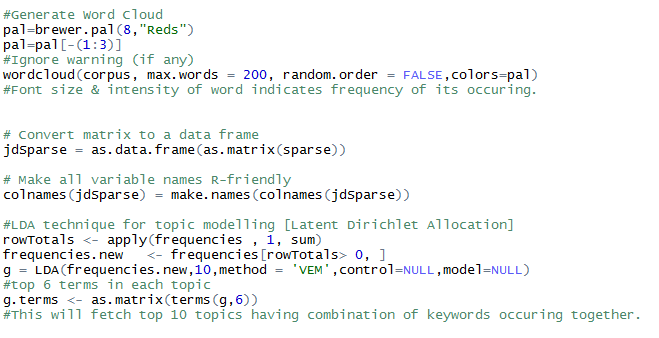 #Generate Word Cloud
pal=brewer.pal(8,"Reds")
pal=pal[-(1:3)]
#Ignore warning (if any)
wordcloud(corpus, max.words = 200, random.order = FALSE,colors=pal)
#Font size & intensity of word indicates frequency of its occuring.
# Convert matrix to a data frame
jdSparse = as.data.frame(as.matrix(sparse))
# Make all variable names R-friendly
colnames(jdSparse) = make.names(colnames(jdSparse))
#LDA technique for topic modelling [Latent Dirichlet Allocation]
rowTotals <- apply(frequencies , 1, sum)
frequencies.new   <- frequencies[rowTotals> 0, ]
g = LDA(frequencies.new,10,method = 'VEM',control=NULL,model=NULL)
#top 6 terms in each topic
g.terms <- as.matrix(terms(g,6))
#This will fetch top 10 topics having combination of keywords occuring together.